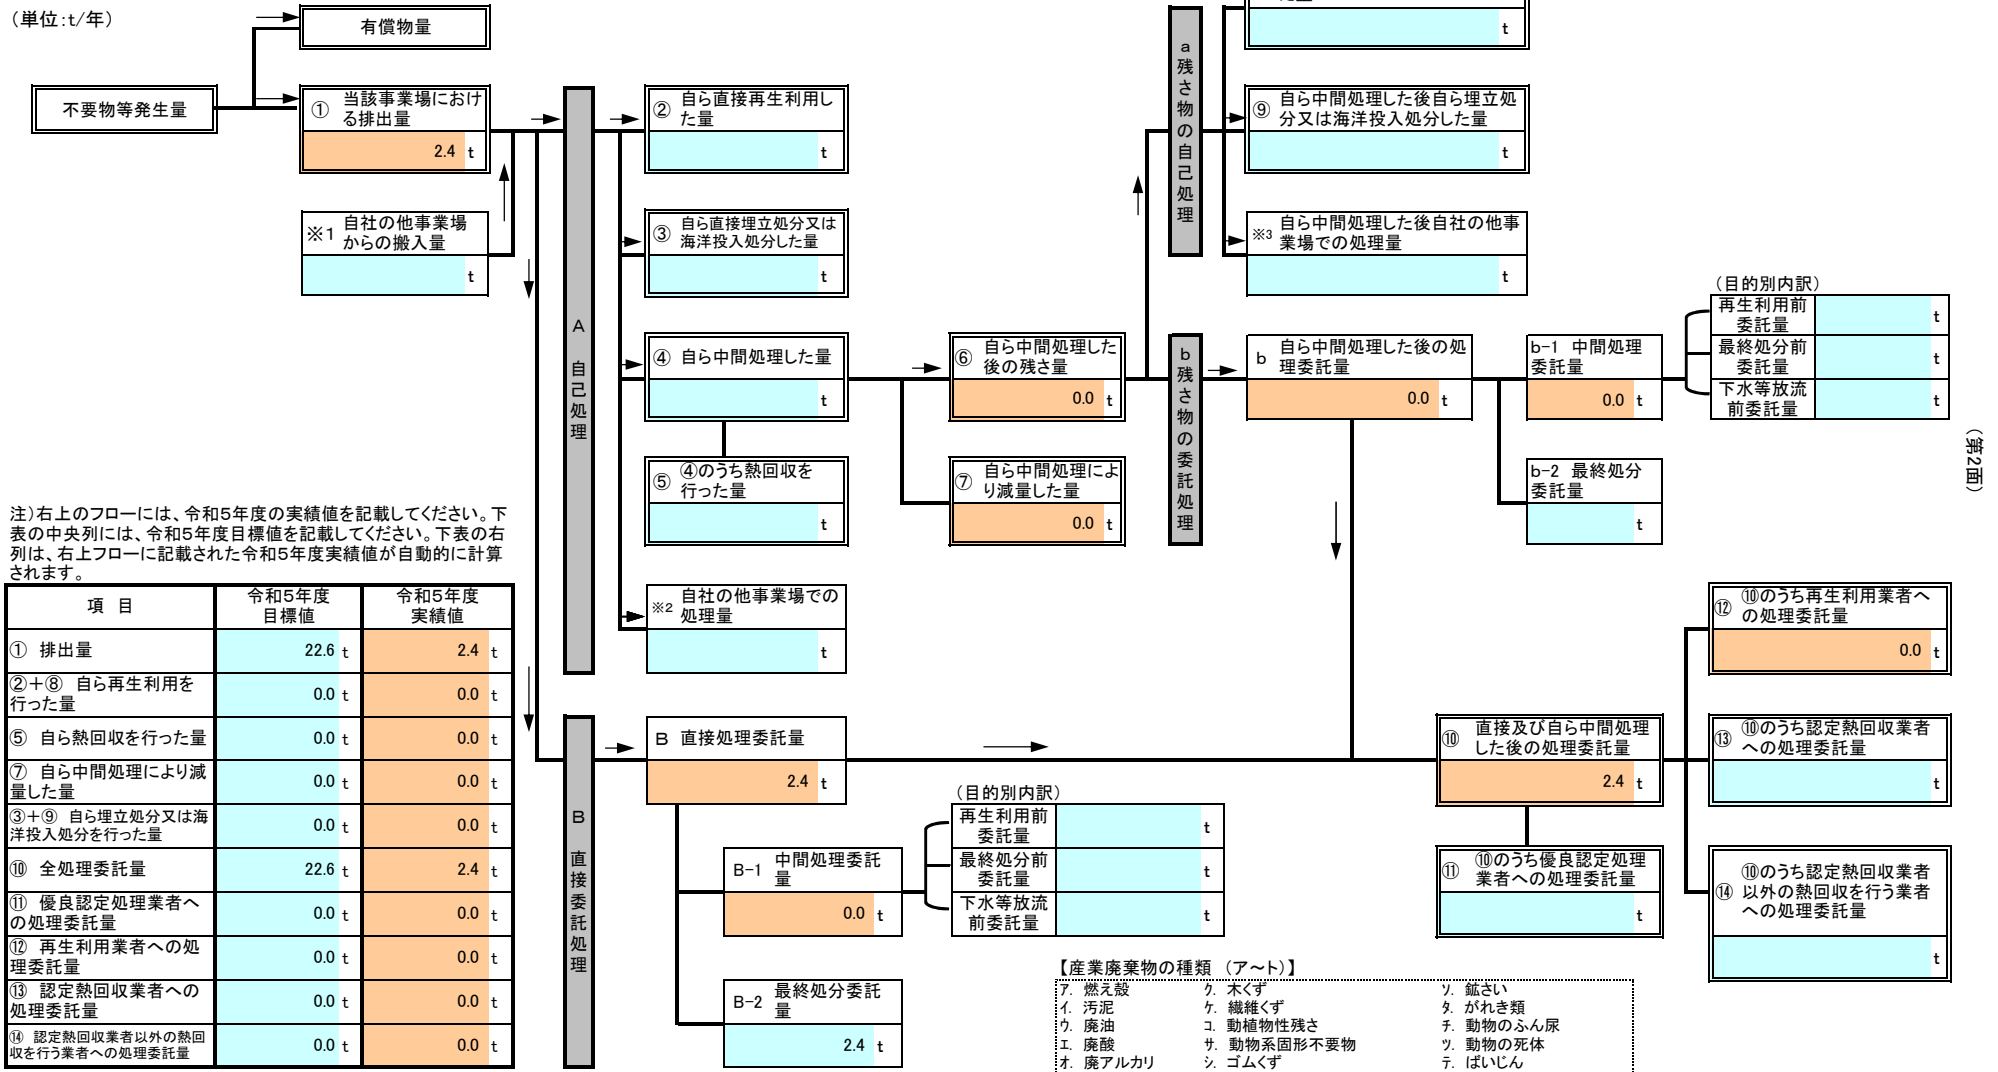 (単位:t/年)
有償物量
不要物等発生量
① 当該事業場におけ
る排出量
2.4 t
※1 自社の他事業場
からの搬入量
t
A 自己処理
② 自ら直接再生利用し
た量
t
③ 自ら直接埋立処分又は
海洋投入処分した量
t
④ 自ら中間処理した量
t
⑤ ④のうち熱回収を
行った量
t
※2 自社の他事業場での
処理量
t
⑥ 自ら中間処理した
後の残さ量
0.0 t
⑦ 自ら中間処理によ
り減量した量
0.0 t
a 残さ物の自己処理
t
⑨ 自ら中間処理した後自ら埋立処
分又は海洋投入処分した量
t
※3 自ら中間処理した後自社の他事
業場での処理量
t
b 残さ物の委託処理
b 自ら中間処理した後の処
理委託量
0.0 t
b-1 中間処理
委託量
0.0 t
(目的別内訳)
再生利用前
委託量 t
最終処分前
委託量 t
下水等放流
前委託量 t
b-2 最終処分
委託量
t
(第2面)
注)右上のフローには、令和5年度の実績値を記載してください。下
表の中央列には、令和5年度目標値を記載してください。下表の右
列は、右上フローに記載された令和5年度実績値が自動的に計算
されます。
項 目 令和5年度 目標値 令和5年度 実績値
① 排出量 22.6 t 2.4 t
②+⑧ 自ら再生利用を
行った量 0.0 t 0.0 t
⑤ 自ら熱回収を行った量 0.0 t 0.0 t
⑦ 自ら中間処理により減
量した量 0.0 t 0.0 t
③+⑨ 自ら埋立処分又は海
洋投入処分を行った量 0.0 t 0.0 t
⑩ 全処理委託量 22.6 t 2.4 t
⑪ 優良認定処理業者へ
の処理委託量 0.0 t 0.0 t
⑫ 再生利用業者への処
理委託量 0.0 t 0.0 t
⑬ 認定熱回収業者への
処理委託量 0.0 t 0.0 t
⑭ 認定熱回収業者以外の熱回
収を行う業者への処理委託量 0.0 t 0.0 t
B 直接委託処理
B 直接処理委託量
2.4 t
B-1 中間処理委託
量
0.0 t
(目的別内訳)
再生利用前
委託量 t
最終処分前
委託量 t
下水等放流
前委託量 t
B-2 最終処分委託
量
2.4 t
⑩ 直接及び自ら中間処理
した後の処理委託量
2.4 t
⑪ ⑩のうち優良認定処理
業者への処理委託量
t
⑫ ⑩のうち再生利用業者へ
の処理委託量
0.0 t
⑬ ⑩のうち認定熱回収業者
への処理委託量
t
⑭ ⑩のうち認定熱回収業者
以外の熱回収を行う業者
への処理委託量
t
【産業廃棄物の種類 (ア~ト)】
ア. 燃え殻 ク. 木くず ソ. 鉱さい
イ. 汚泥 ケ. 繊維くず タ. がれき類
ウ. 廃油 コ. 動植物性残さ チ. 動物のふん尿
エ. 廃酸 サ. 動物系固形不要物 ツ. 動物の死体
オ. 廃アルカリ シ. ゴムくず テ. ばいじん